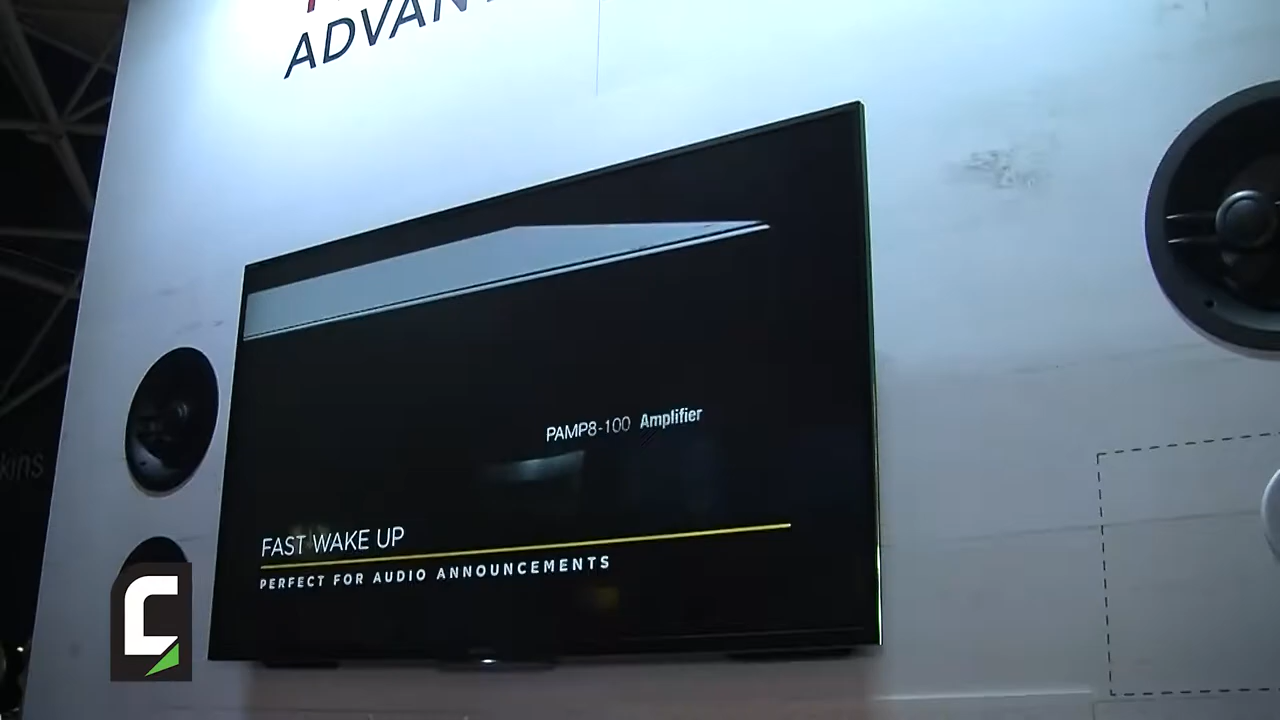 ADVAN
PAMP8-100 Amplifier
FAST WAKE UP
PERFECT FOR AUDIO ANNOUNCEMENTS
kins